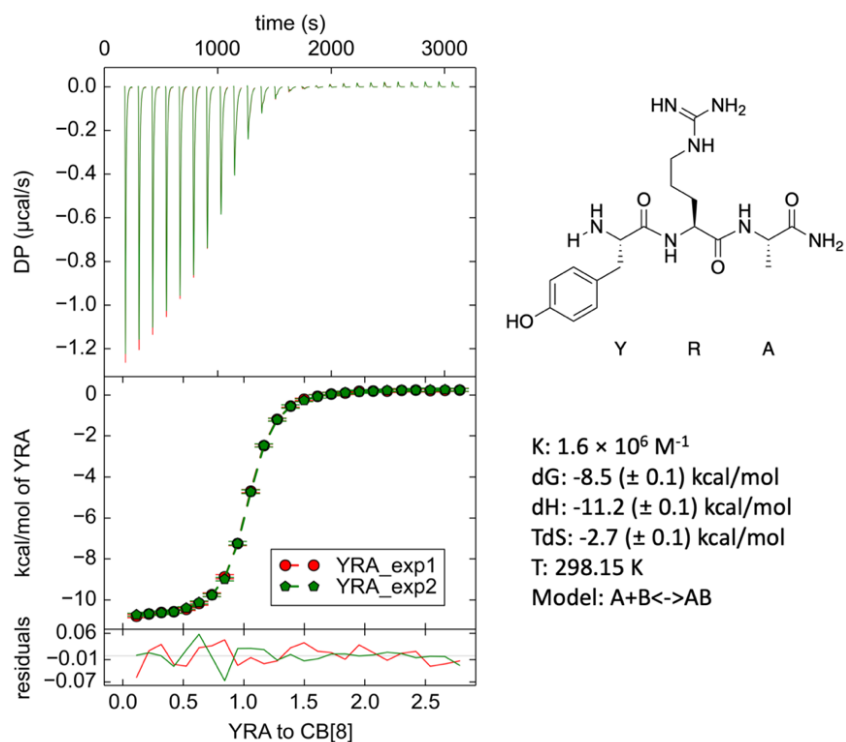 time (s)
0 1000 2000 3000
0.0
−0.2
−0.4
−0.6
−0.8
−1.0
−1.2
DP (µcal/s)
0
−2
−4
−6
−8
−10
kcal/mol of YRA
YRA_exp1
YRA_exp2
0.06
−0.01
−0.07
residuals
0.0 0.5 1.0 1.5 2.0 2.5
YRA to CB[8]
HN NH₂
NH
H–N
O
N
H
O
H
N
O
NH₂
HO
Y R A
K: 1.6 × 10⁶ M⁻¹
dG: -8.5 (± 0.1) kcal/mol
dH: -11.2 (± 0.1) kcal/mol
TdS: -2.7 (± 0.1) kcal/mol
T: 298.15 K
Model: A+B<->AB